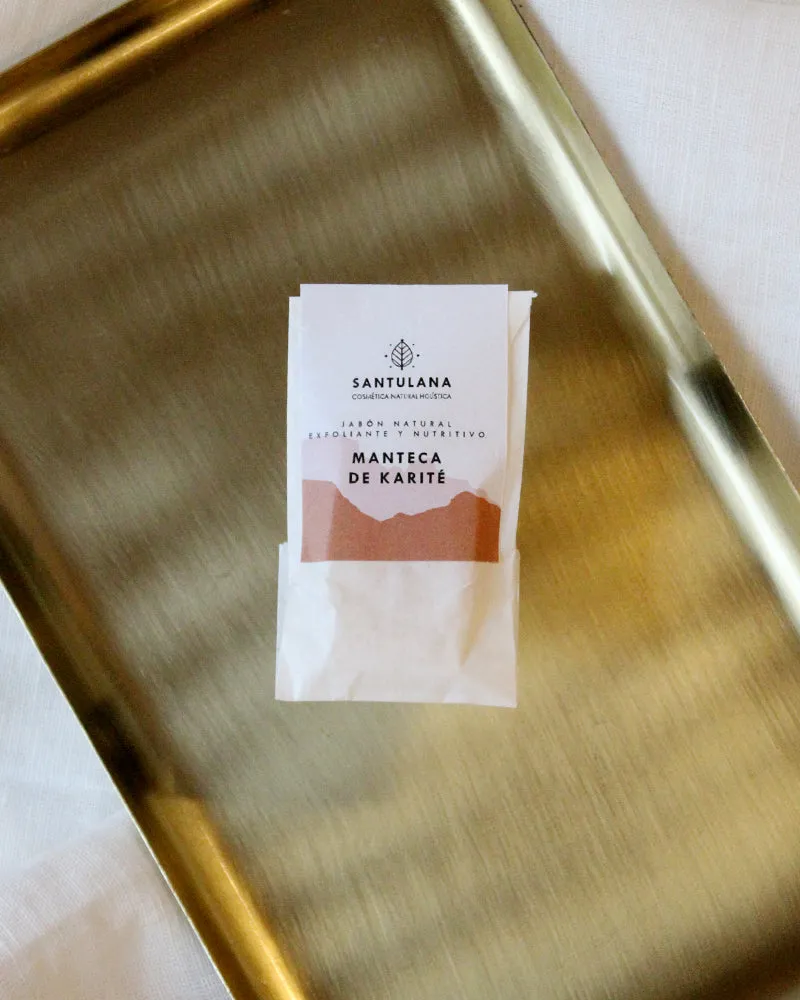 SANTULANA
COSMÉTICA NATURAL HOLÍSTICA
JABÓN NATURAL
EXFOLIANTE Y NUTRITIVO
MANTECA
DE KARITÉ